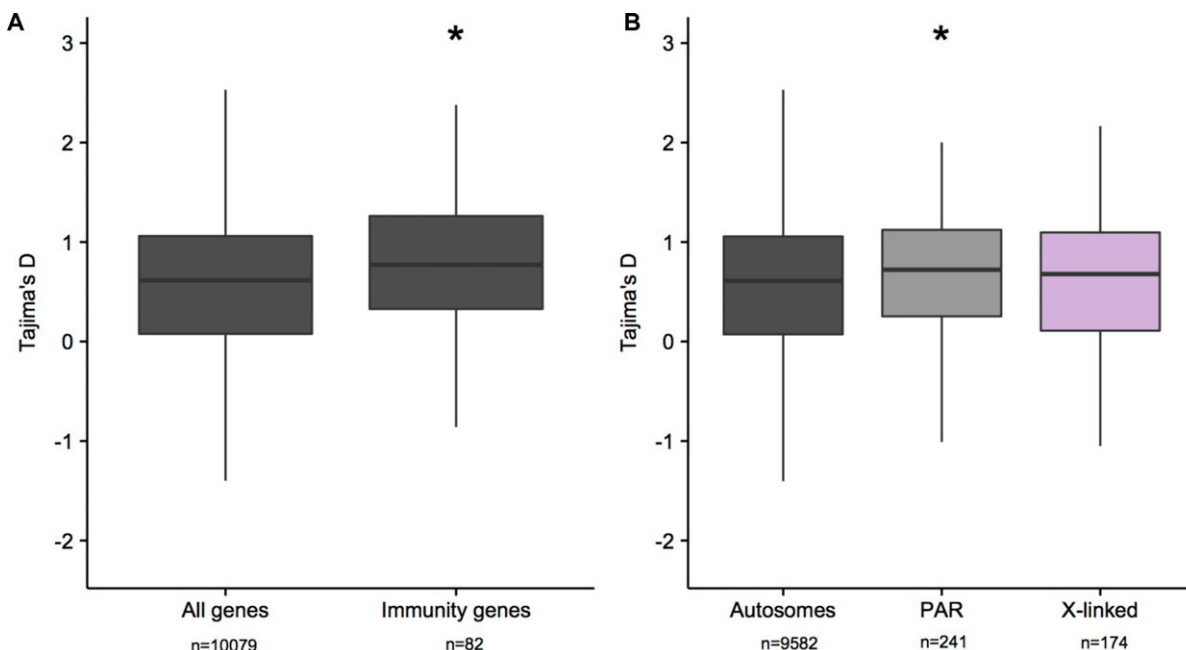 A
*
3
2
1
0
-1
-2
Tajima's D
All genes
Immunity genes
n=10079
n=82
B
*
3
2
1
0
-1
-2
Tajima's D
Autosomes
PAR
X-linked
n=9582
n=241
n=174